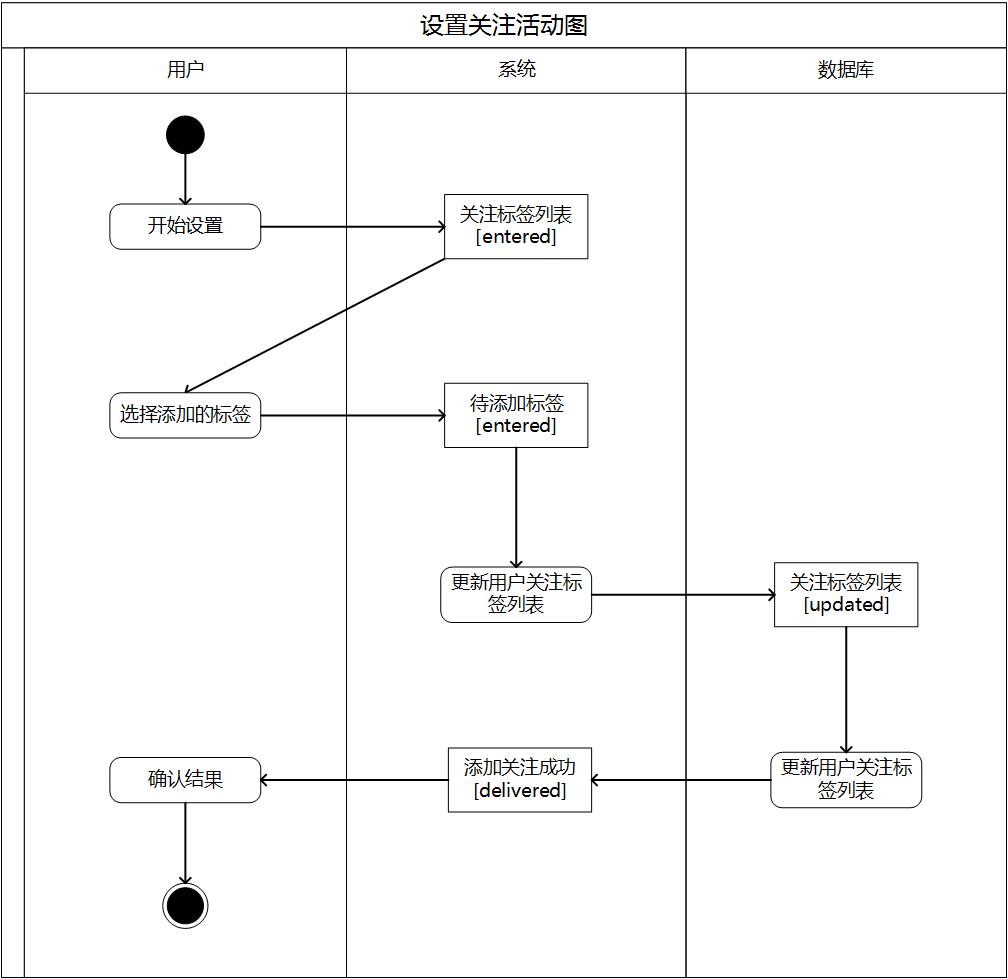 设置关注活动图
用户
系统
数据库
开始设置
关注标签列表
[entered]
选择添加的标签
待添加标签
[entered]
更新用户关注标
签列表
关注标签列表
[updated]
确认结果
添加关注成功
[delivered]
更新用户关注标
签列表